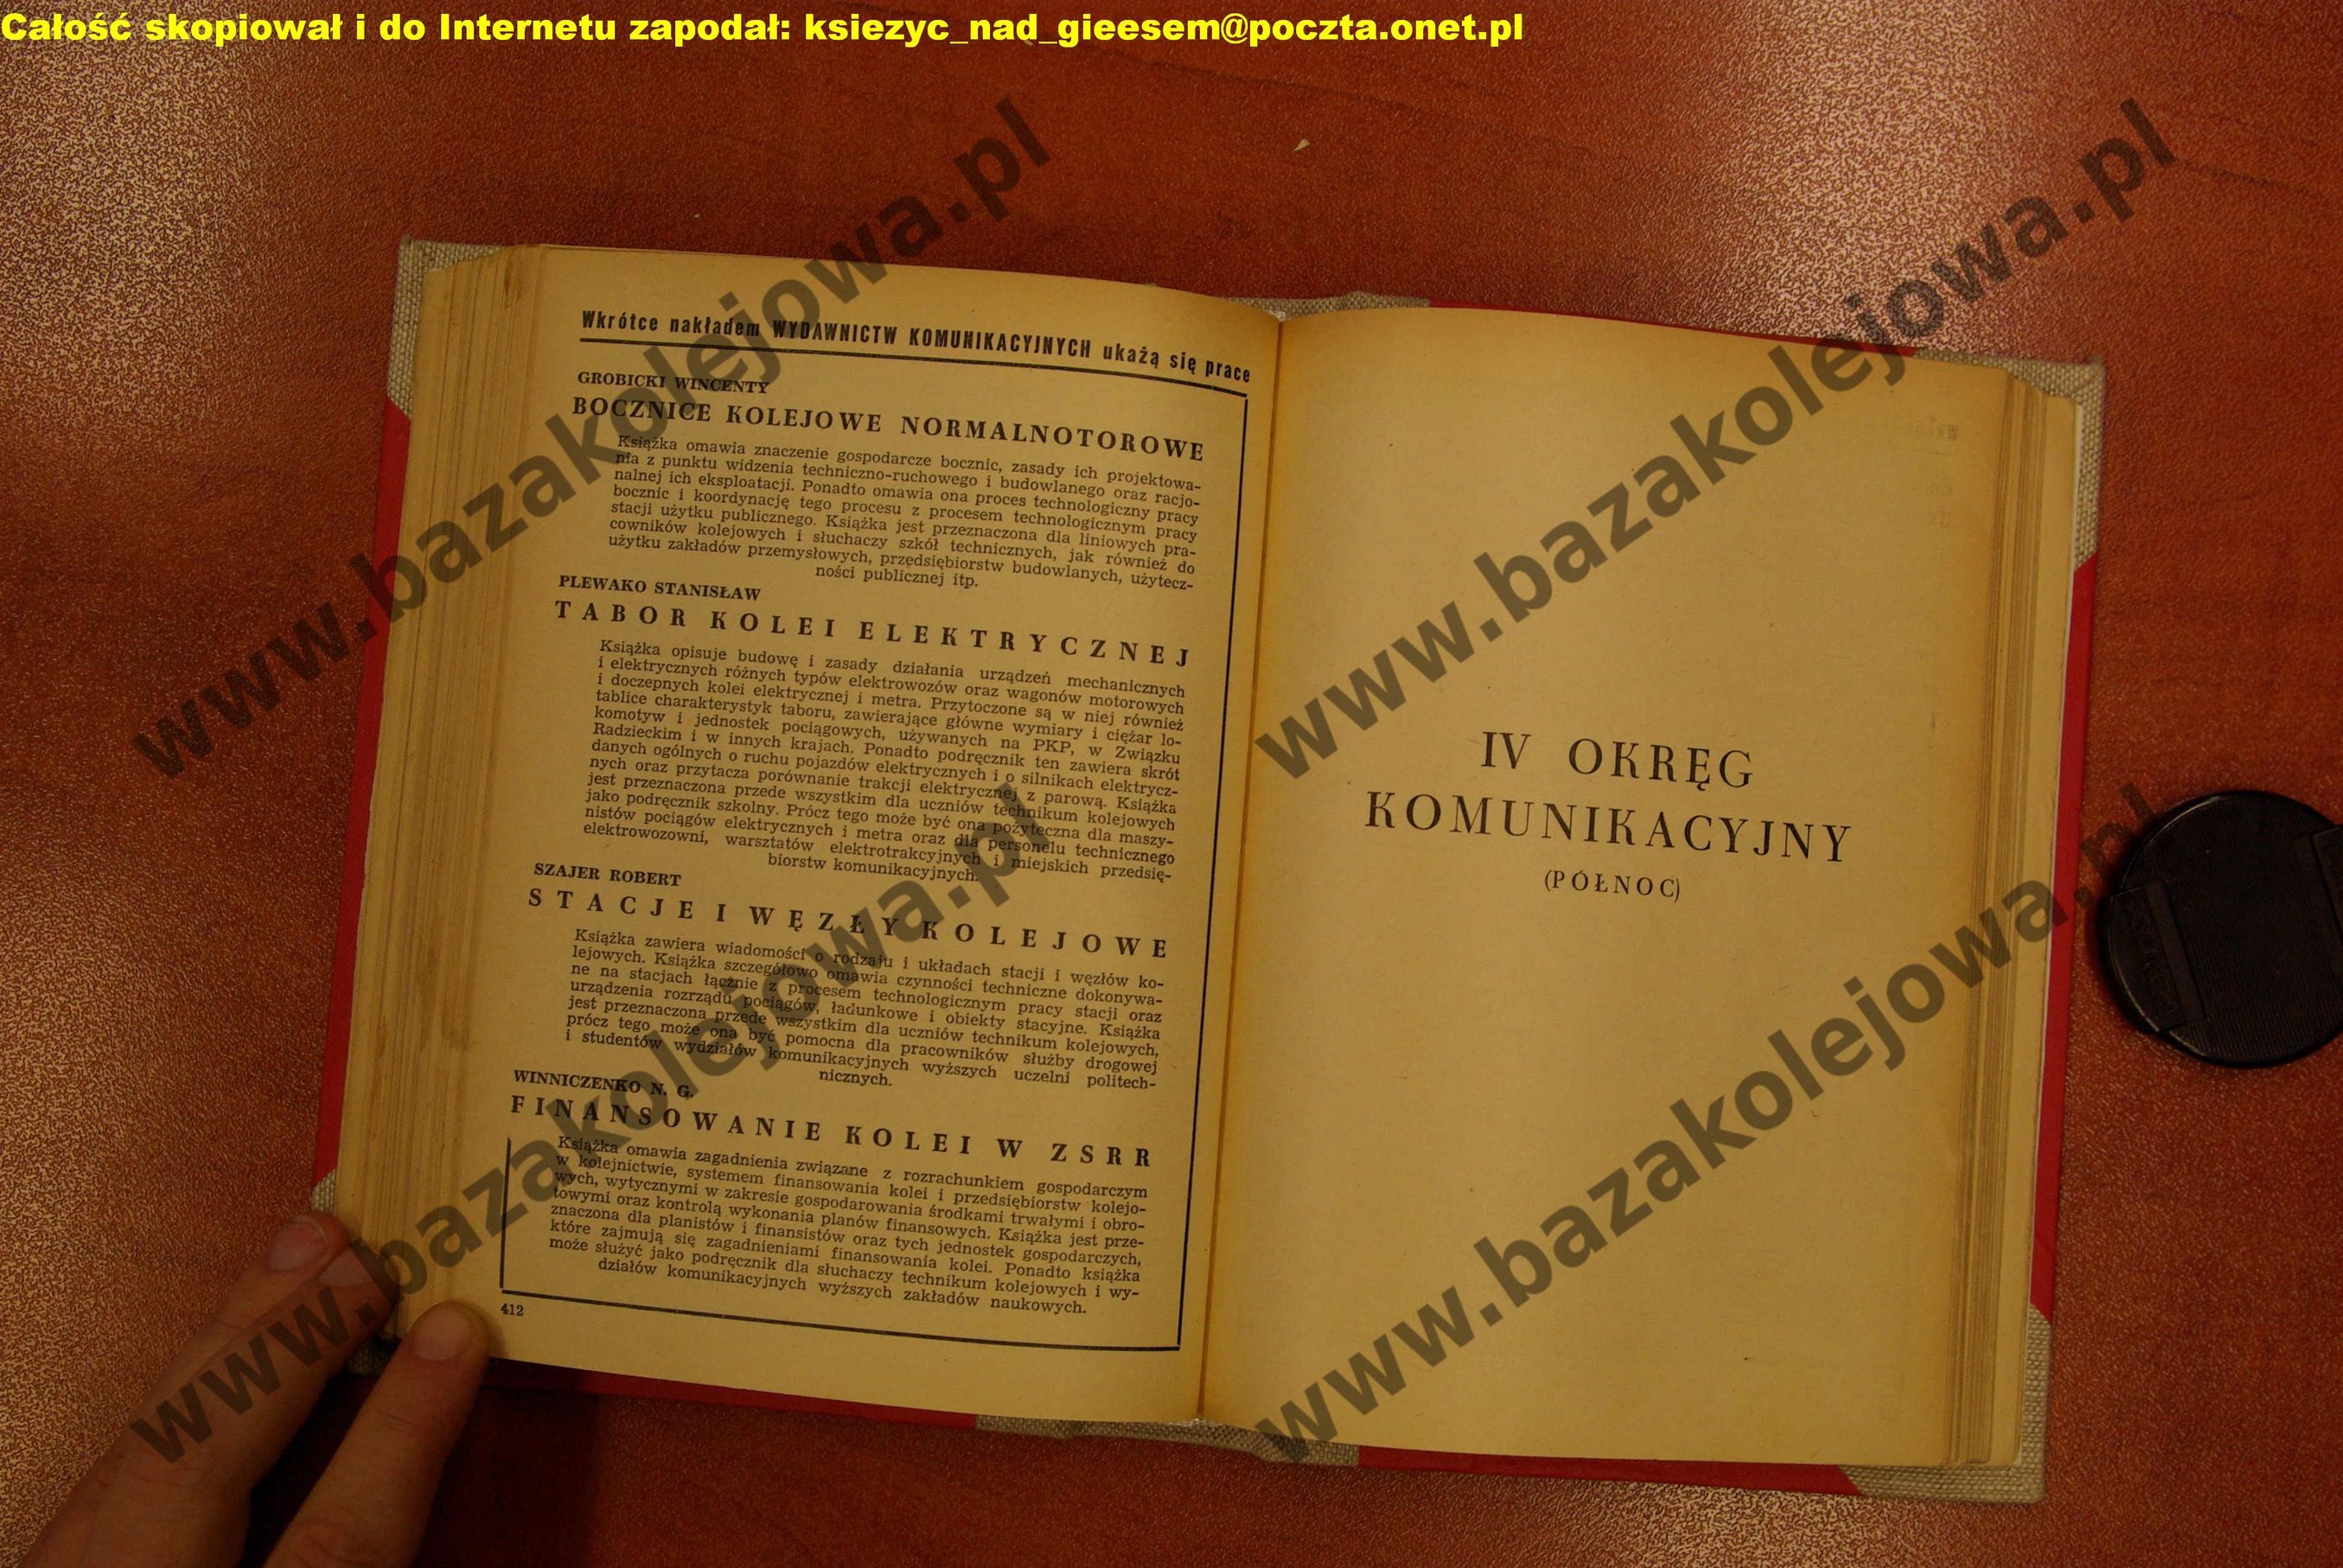 Całość skopiował i do Internetu zapodał: ksiezyc_nad_gieesem@poczta.onet.pl
Wkrótce nakładem WYDAWNICTW KOMUNIKACYJNYCH ukażą się prace
GROBICKI WINCENTY
BOCZNICE KOLEJOWE NORMALNOTOROWE
Książka omawia znaczenie gospodarcze bocznic, zasady ich projektowa-
nia z punktu widzenia techniczno-ruchowego i budowlanego oraz racjo-
nalnej ich eksploatacji. Ponadto omawia ona proces technologiczny pracy
bocznic i koordynację tego procesu z procesem technologicznym pracy
stacji użytku publicznego. Książka jest przeznaczona dla liniowych pra-
cowników kolejowych i słuchaczy szkół technicznych, jak również do
użytku zakładów przemysłowych, przedsiębiorstw budowlanych, użytecz-
ności publicznej itp.
PLEWAKO STANISŁAW
TABOR KOLEI ELEKTRYCZNEJ
Książka opisuje budowę i zasady działania urządzeń mechanicznych
i elektrycznych różnych typów elektrowozów oraz wagonów motorowych
i doczepnych kolei elektrycznej i metra. Przytoczone są w niej również
tablice charakterystyk taboru, zawierające główne wymiary i ciężar lo-
komotyw i jednostek pociągowych, używanych na PKP, w Związku
Radzieckim i w innych krajach. Ponadto podręcznik ten zawiera skrót
danych ogólnych o ruchu pojazdów elektrycznych i o silnikach elektrycz-
nych oraz przytacza porównanie trakcji elektrycznej z parową. Książka
jest przeznaczona przede wszystkim dla uczniów technikum kolejowych
jako podręcznik szkolny. Prócz tego może być ona pożyteczna dla maszy-
nistów pociągów elektrycznych i metra oraz dla personelu technicznego
elektrowozowni, warsztatów elektrotrakcyjnych i miejskich przedsię-
biorstw komunikacyjnych.
SZAJER ROBERT
STACJE I WĘZŁY KOLEJOWE
Książka zawiera wiadomości o rodzaju i układach stacji i węzłów ko-
lejowych. Książka szczegółowo omawia czynności techniczne dokonywa-
ne na stacjach łącznie z procesem technologicznym pracy stacji oraz
urządzenia rozrządu pociągów, ładunkowe i obiekty stacyjne. Książka
jest przeznaczona przede wszystkim dla uczniów technikum kolejowych,
prócz tego może ona być pomocna dla pracowników służby drogowej
i studentów wydziałów komunikacyjnych wyższych uczelni politech-
nicznych.
WINNICZENKO N. G.
FINANSOWANIE KOLEI W ZSRR
Książka omawia zagadnienia związane z rozrachunkiem gospodarczym
w kolejnictwie, systemem finansowania kolei i przedsiębiorstw kolejo-
wych, wytycznymi w zakresie gospodarowania środkami trwałymi i obro-
towymi oraz kontrolą wykonania planów finansowych. Książka jest prze-
znaczona dla planistów i finansistów oraz tych jednostek gospodarczych,
które zajmują się zagadnieniami finansowania kolei. Ponadto książka
może służyć jako podręcznik dla słuchaczy technikum kolejowych i wy-
działów komunikacyjnych wyższych zakładów naukowych.
412
IV OKRĘG
KOMUNIKACYJNY
(PÓŁNOC)
www.bazakolejowa.pl
www.bazakolejowa.pl
www.bazakolejowa.pl
www.bazakolejowa.pl